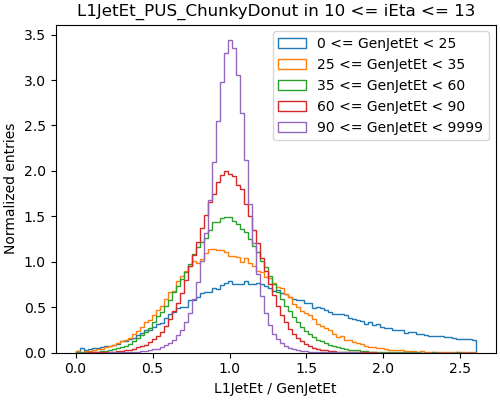 L1JetEt_PUS_ChunkyDonut in 10 <= iEta <= 13
3.5
3.0
2.5
2.0
1.5
1.0
0.5
0.0
Normalized entries
0 <= GenJetEt < 25
25 <= GenJetEt < 35
35 <= GenJetEt < 60
60 <= GenJetEt < 90
90 <= GenJetEt < 9999
0.0 0.5 1.0 1.5 2.0 2.5
L1JetEt / GenJetEt